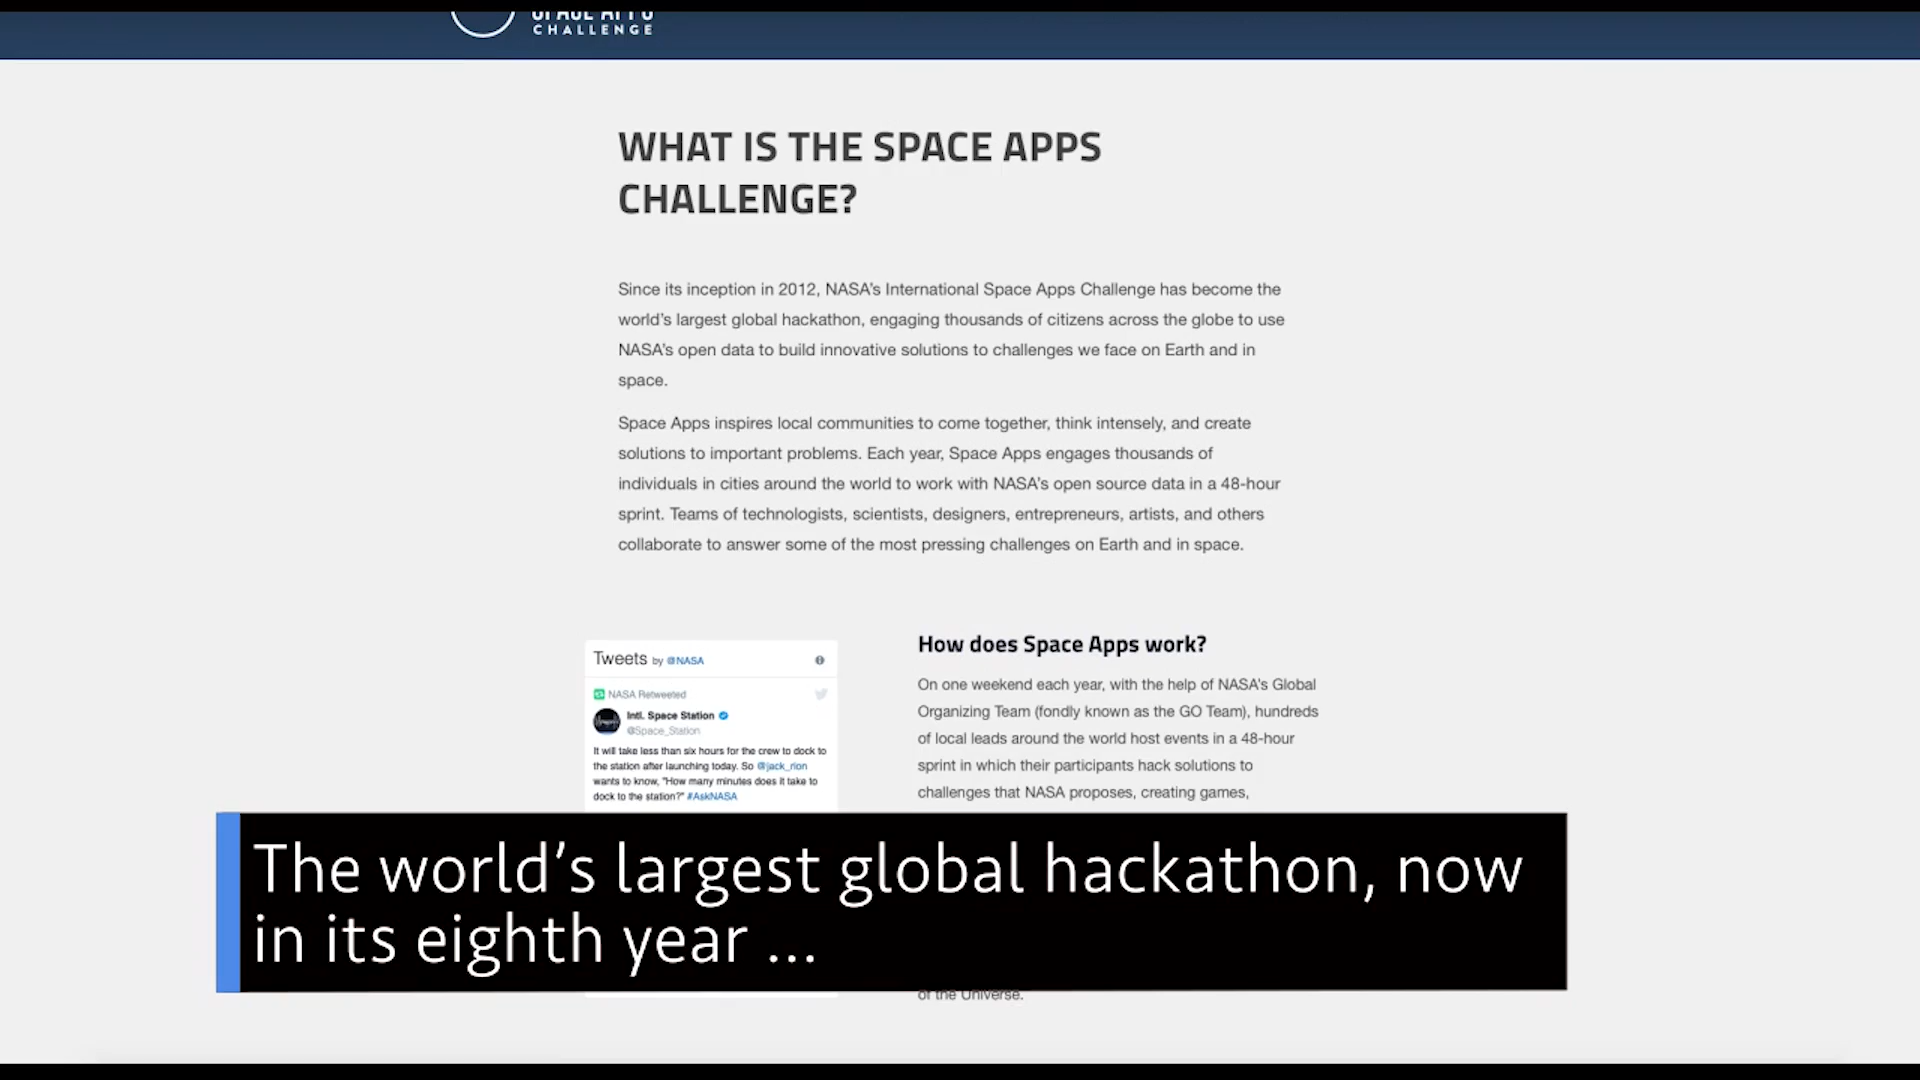 CHALLENGE
WHAT IS THE SPACE APPS
CHALLENGE?
Since its inception in 2012, NASA's International Space Apps Challenge has become the
world's largest global hackathon, engaging thousands of citizens across the globe to use
NASA's open data to build innovative solutions to challenges we face on Earth and in
space.
Space Apps inspires local communities to come together, think intensely, and create
solutions to important problems. Each year, Space Apps engages thousands of
individuals in cities around the world to work with NASA's open source data in a 48-hour
sprint. Teams of technologists, scientists, designers, entrepreneurs, artists, and others
collaborate to answer some of the most pressing challenges on Earth and in space.
Tweets by @NASA
NASA Retweeted
Intl. Space Station
@Space_Station
It will take less than six hours for the crew to dock to
the station after launching today. So @jack_rion
wants to know, "How many minutes does it take to
dock to the station?" #AskNASA
How does Space Apps work?
On one weekend each year, with the help of NASA's Global
Organizing Team (fondly known as the GO Team), hundreds
of local leads around the world host events in a 48-hour
sprint in which their participants hack solutions to
challenges that NASA proposes, creating games,
of the Universe.
The world's largest global hackathon, now
in its eighth year ...